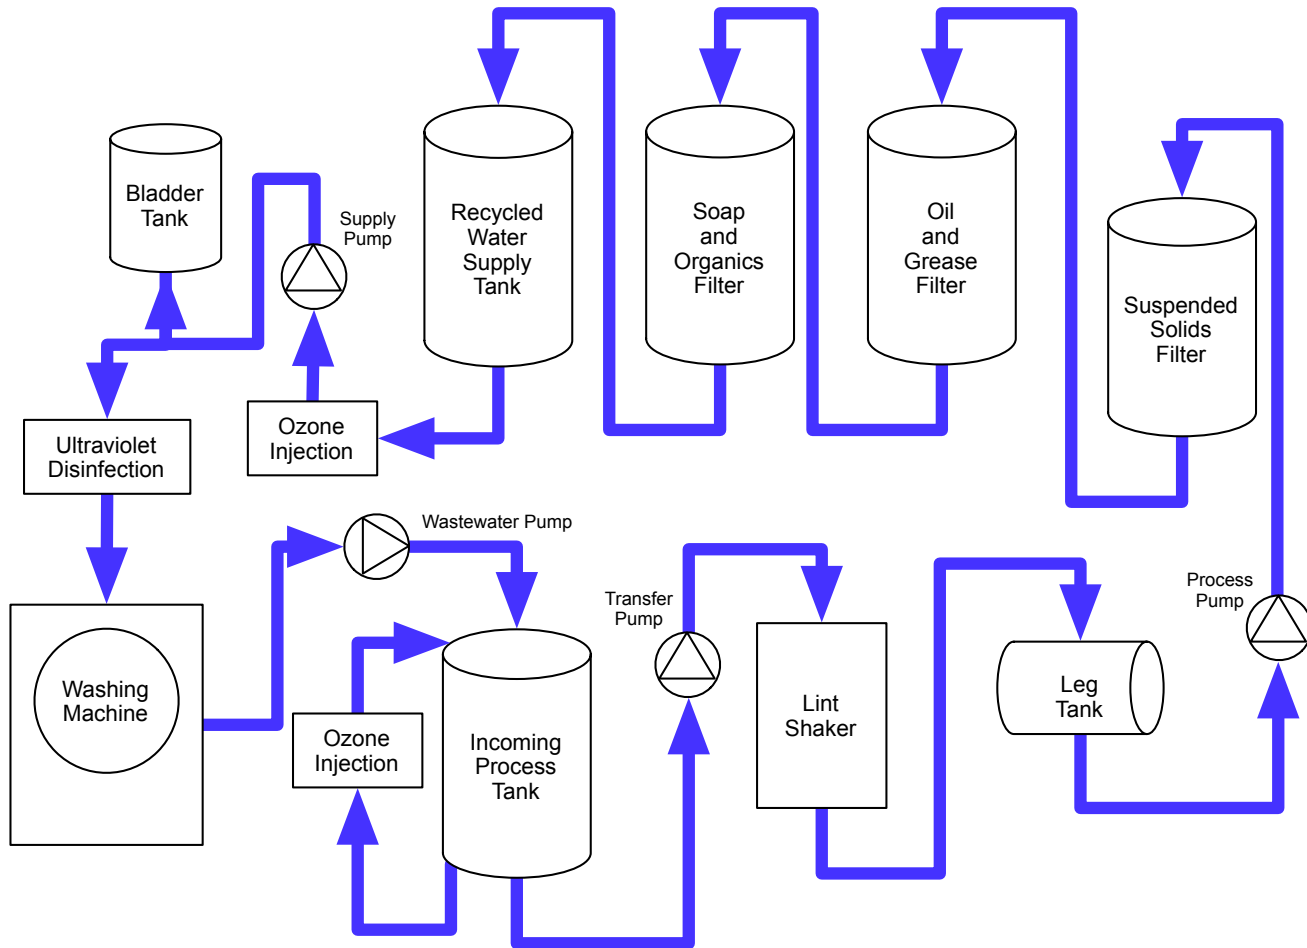 Bladder
Tank
Supply
Pump
Recycled
Water
Supply
Tank
Soap
and
Organics
Filter
Oil
and
Grease
Filter
Suspended
Solids
Filter
Ultraviolet
Disinfection
Ozone
Injection
Wastewater Pump
Transfer
Pump
Process
Pump
Washing
Machine
Ozone
Injection
Incoming
Process
Tank
Lint
Shaker
Leg
Tank